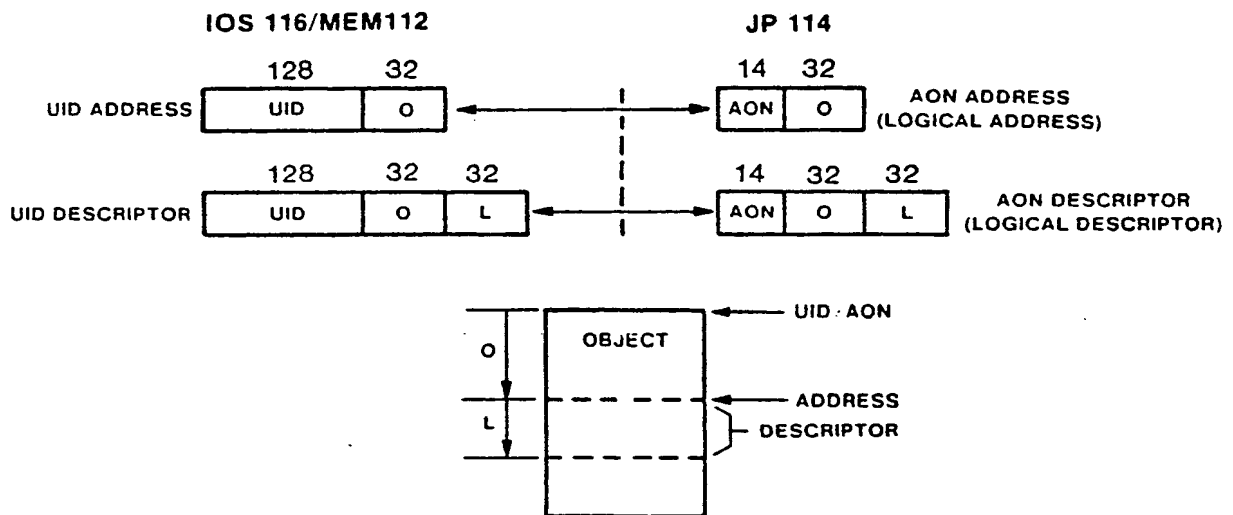 IOS 116/MEM112
JP 114
128 32
14 32
UID ADDRESS UID O
AON O AON ADDRESS
(LOGICAL ADDRESS)
128 32 32
14 32 32
UID DESCRIPTOR UID O L
AON O L AON DESCRIPTOR
(LOGICAL DESCRIPTOR)
UID AON
OBJECT
O
ADDRESS
L
DESCRIPTOR